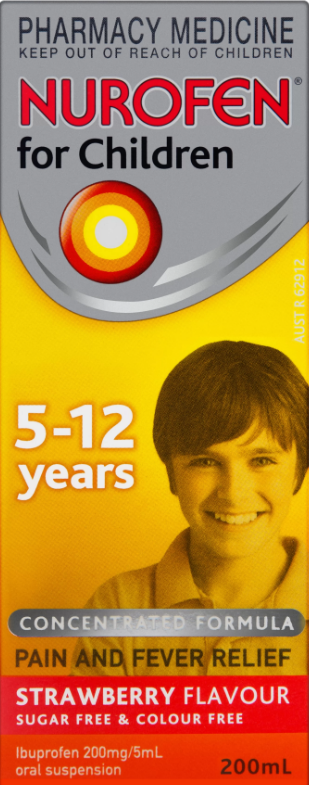 PHARMACY MEDICINE
KEEP OUT OF REACH OF CHILDREN
NUROFEN®
for Children
AUST R 62912
5-12
years
CONCENTRATED FORMULA
PAIN AND FEVER RELIEF
STRAWBERRY FLAVOUR
SUGAR FREE & COLOUR FREE
Ibuprofen 200mg/5mL
oral suspension
200mL